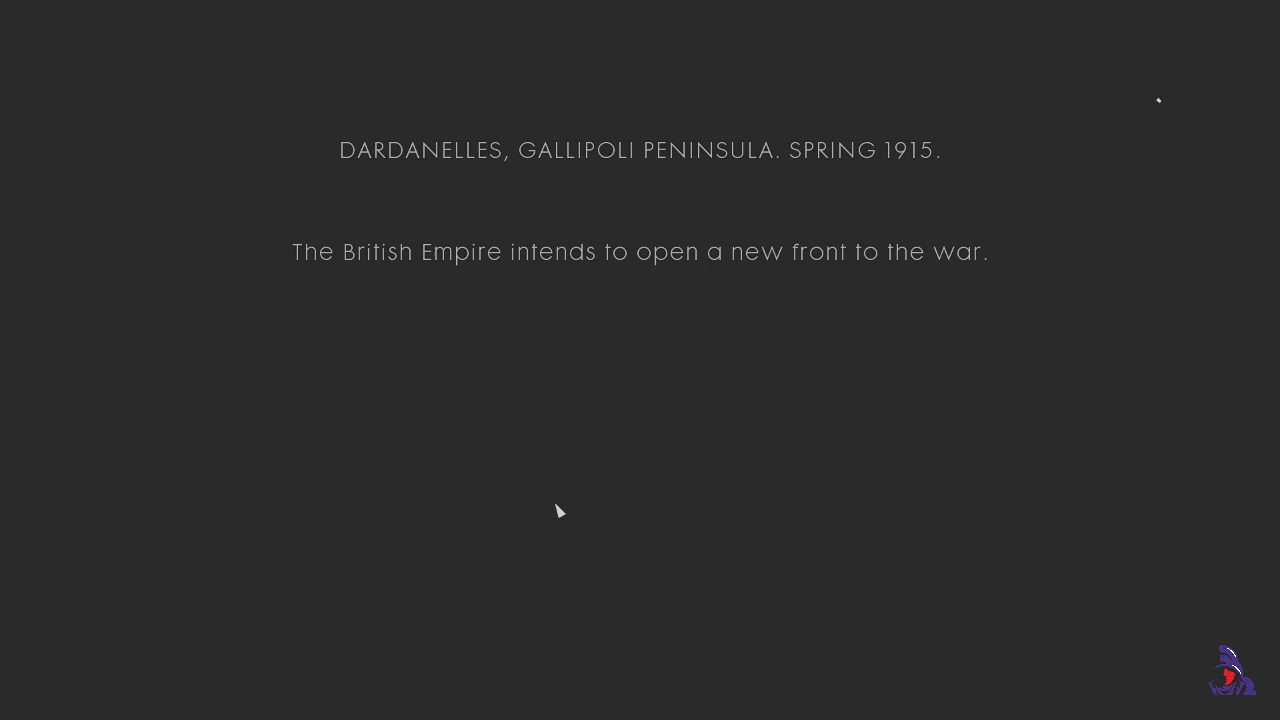 DARDANELLES, GALLIPOLI PENINSULA. SPRING 1915.
The British Empire intends to open a new front to the war.